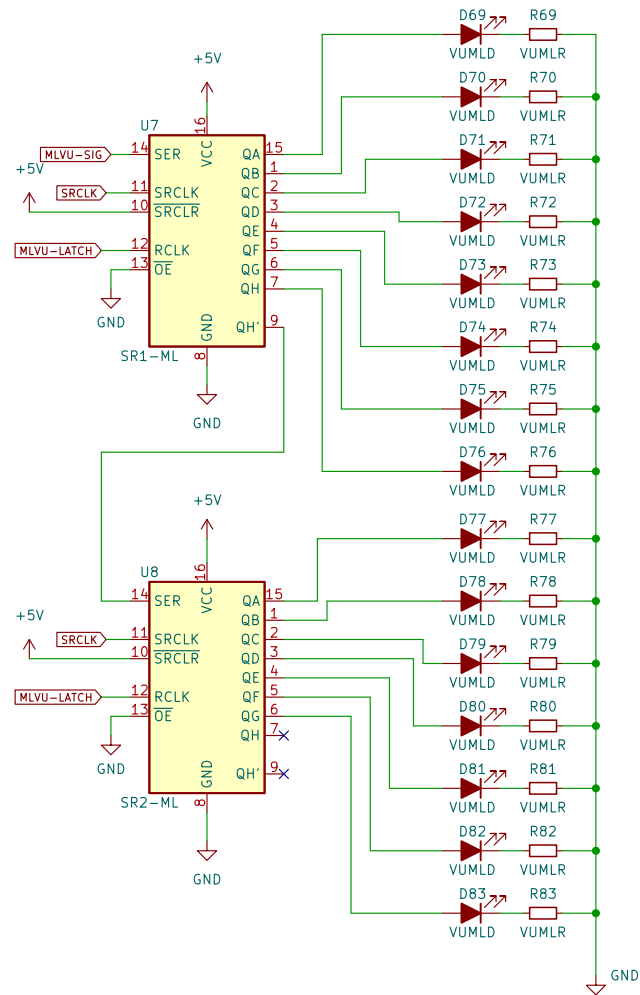 D69 R69
VUMLD VUMLR
D70 R70
VUMLD VUMLR
D71 R71
VUMLD VUMLR
D72 R72
VUMLD VUMLR
D73 R73
VUMLD VUMLR
D74 R74
VUMLD VUMLR
D75 R75
VUMLD VUMLR
D76 R76
VUMLD VUMLR
D77 R77
VUMLD VUMLR
D78 R78
VUMLD VUMLR
D79 R79
VUMLD VUMLR
D80 R80
VUMLD VUMLR
D81 R81
VUMLD VUMLR
D82 R82
VUMLD VUMLR
D83 R83
VUMLD VUMLR
GND
+5V
U7
16
VCC
MLVU-SIG 14 SER QA 15
+5V
QB 1
SRCLK 11 SRCLK QC 2
10 SRCLR QD 3
QE 4
MLVU-LATCH 12 RCLK QF 5
13 OE QG 6
QH 7
GND
QH' 9
GND
8
SR1-ML
GND
+5V
U8
16
VCC
14 SER QA 15
+5V
QB 1
SRCLK 11 SRCLK QC 2
10 SRCLR QD 3
QE 4
MLVU-LATCH 12 RCLK QF 5
13 OE QG 6
QH 7
GND
QH' 9
GND
8
SR2-ML
GND